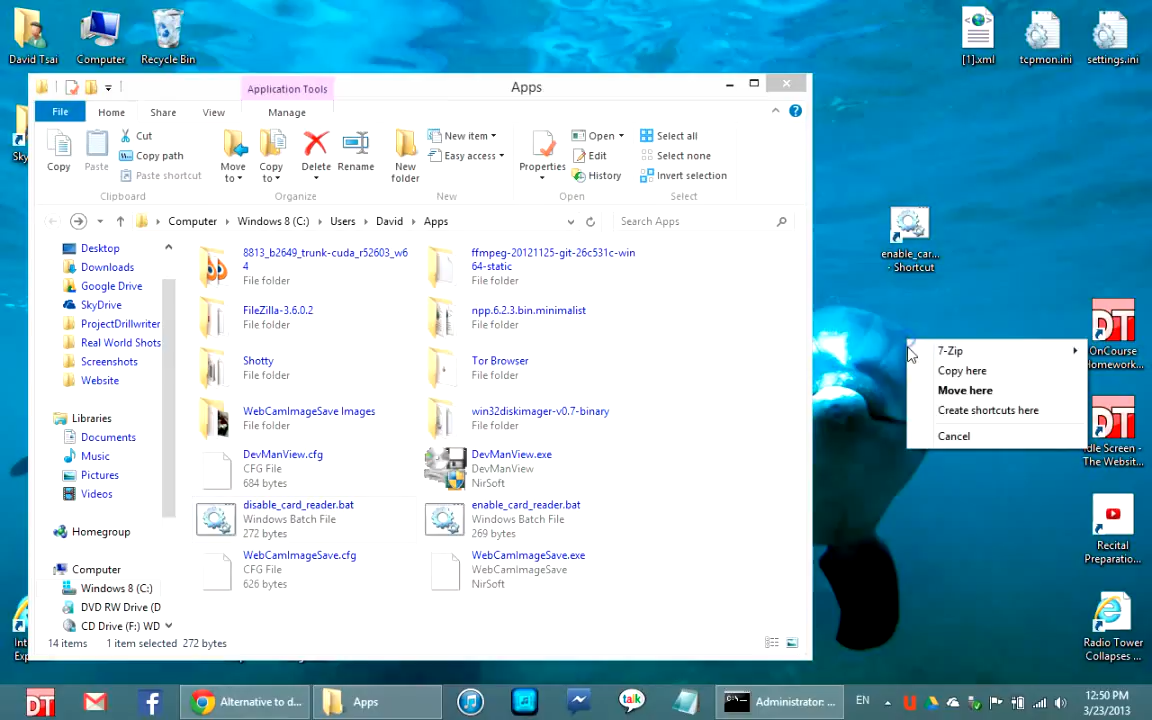 David Tsai
Computer
Recycle Bin
[1].xml
tcpmon.ini
settings.ini
Application Tools
Apps
File
Home
Share
View
Manage
Copy
Paste
Cut
Copy path
Paste shortcut
Clipboard
Move to
Copy to
Delete
Rename
Organize
New folder
New item
Easy access
New
Properties
Open
Edit
History
Open
Select all
Select none
Invert selection
Select
Computer
Windows 8 (C:)
Users
David
Apps
Search Apps
Desktop
Downloads
Google Drive
SkyDrive
ProjectDrillwriter
Real World Shots
Screenshots
Website
Libraries
Documents
Music
Pictures
Videos
Homegroup
Computer
Windows 8 (C:)
DVD RW Drive (D
CD Drive (F:) WD
8813_b2649_trunk-cuda_r52603_w6
4
File folder
ffmpeg-20121125-git-26c531c-win
64-static
File folder
FileZilla-3.6.0.2
File folder
npp.6.2.3.bin.minimalist
File folder
Shotty
File folder
Tor Browser
File folder
WebCamImageSave Images
File folder
win32diskimager-v0.7-binary
File folder
DevManView.cfg
CFG File
684 bytes
DevManView.exe
DevManView
NirSoft
disable_card_reader.bat
Windows Batch File
272 bytes
enable_card_reader.bat
Windows Batch File
269 bytes
WebCamImageSave.cfg
CFG File
626 bytes
WebCamImageSave.exe
WebCamImageSave
NirSoft
14 items
1 item selected 272 bytes
enable_car...
- Shortcut
7-Zip
Copy here
Move here
Create shortcuts here
Cancel
DT
OnCourse
Homework...
DT
Idle Screen -
The Websit...
Recital
Preparatio...
Radio Tower
Collapses ...
DT
Alternative to d...
Apps
talk
Administrator: ...
EN
12:50 PM
3/23/2013